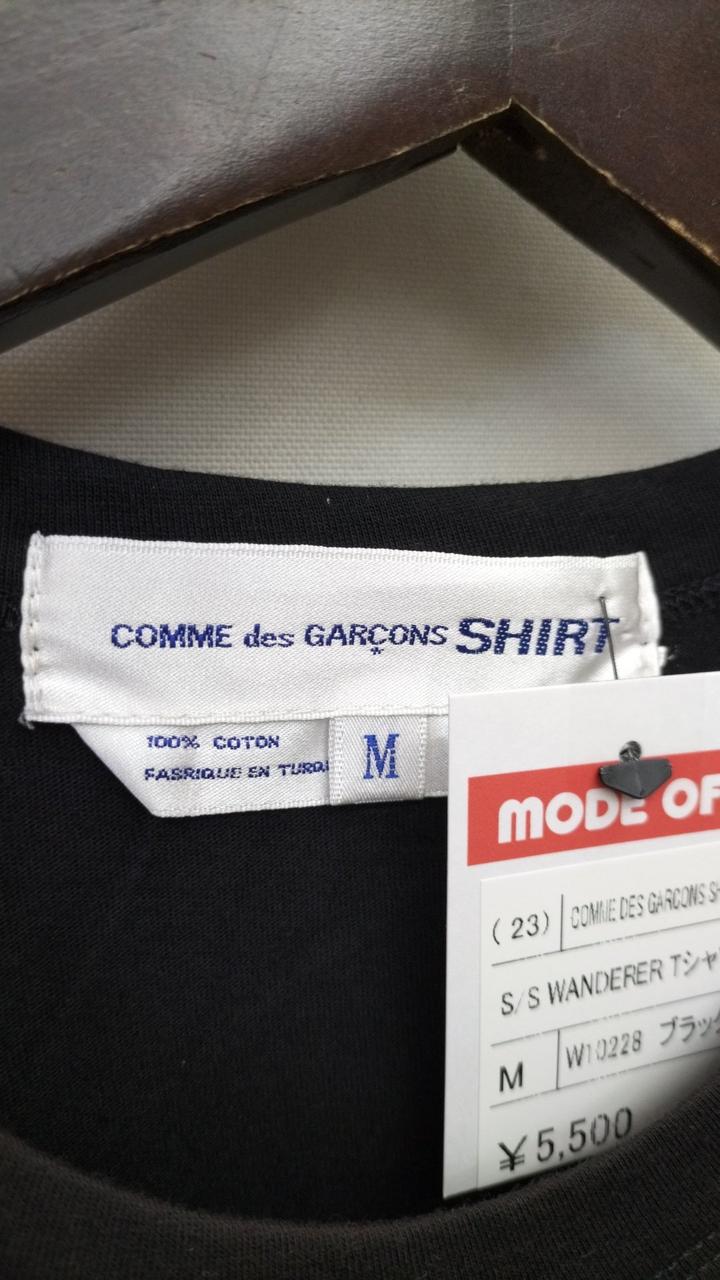 COMME des GARÇONS SHIRT
100% COTON
FABRIQUE EN TURQU
M
MODE OF
(23) COMME DES GARCONS SH
S/S WANDERER Tシャ
M W10228 ブラック
¥5,500